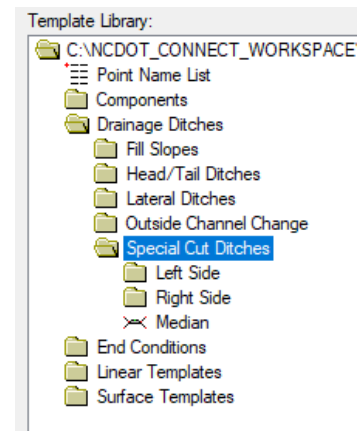 Template Library:
C:\NCDOT_CONNECT_WORKSPACE
Point Name List
Components
Drainage Ditches
Fill Slopes
Head/Tail Ditches
Lateral Ditches
Outside Channel Change
Special Cut Ditches
Left Side
Right Side
Median
End Conditions
Linear Templates
Surface Templates